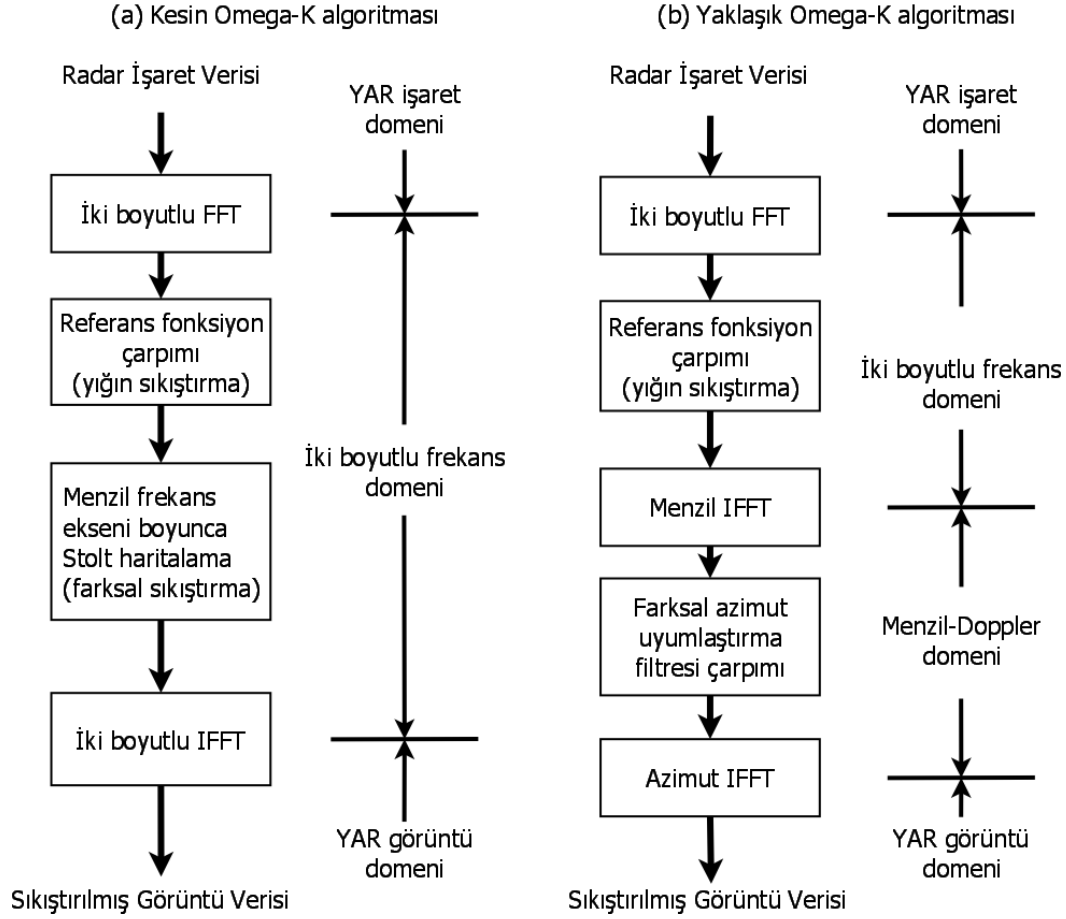 (a) Kesin Omega-K algoritması
Radar İşaret Verisi
YAR işaret
domeni
İki boyutlu FFT
Referans fonksiyon
çarpımı
(yığın sıkıştırma)
İki boyutlu frekans
domeni
Menzil frekans
ekseni boyunca
Stolt haritalama
(farksal sıkıştırma)
İki boyutlu IFFT
YAR görüntü
domeni
Sıkıştırılmış Görüntü Verisi
(b) Yaklaşık Omega-K algoritması
Radar İşaret Verisi
YAR işaret
domeni
İki boyutlu FFT
Referans fonksiyon
çarpımı
(yığın sıkıştırma)
İki boyutlu frekans
domeni
Menzil IFFT
Farksal azimut
uyumlaştırma
filtresi çarpımı
Menzil-Doppler
domeni
Azimut IFFT
YAR görüntü
domeni
Sıkıştırılmış Görüntü Verisi